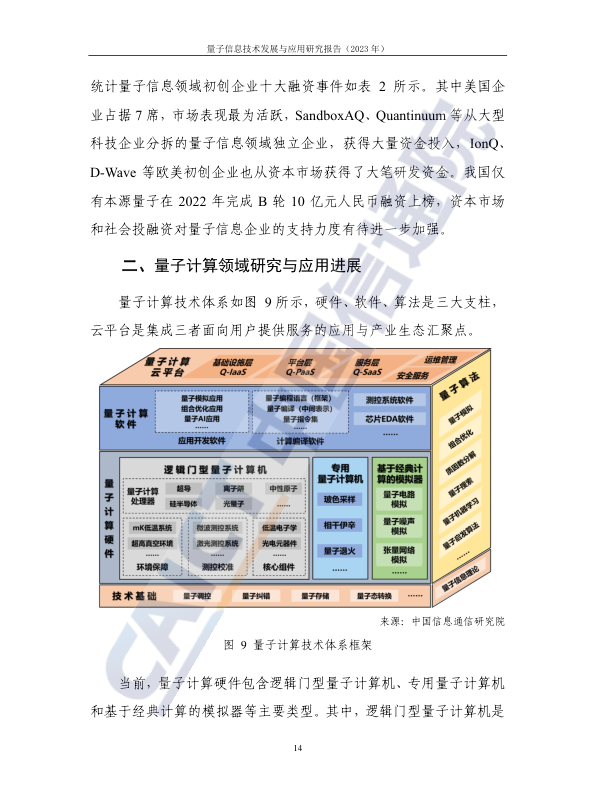 量子信息技术发展与应用研究报告（2023 年）
统计量子信息领域初创企业十大融资事件如表 2 所示。其中美国企
业占据 7 席，市场表现最为活跃，SandboxAQ、Quantinuum 等从大型
科技企业分拆的量子信息领域独立企业，获得大量资金投入，IonQ、
D-Wave 等欧美初创企业也从资本市场获得了大笔研发资金。我国仅
有本源量子在 2022 年完成 B 轮 10 亿元人民币融资上榜，资本市场
和社会投融资对量子信息企业的支持力度有待进一步加强。
二、量子计算领域研究与应用进展
量子计算技术体系如图 9 所示，硬件、软件、算法是三大支柱，
云平台是集成三者面向用户提供服务的应用与产业生态汇聚点。
量子计算
云平台
基础设施层
Q-IaaS
平台层
Q-PaaS
服务层
Q-SaaS
运维管理
安全服务
量子计算
软件
量子模拟应用
组合优化应用
量子AI应用
……
应用开发软件
量子编程语言（框架）
量子编译（中间表示）
量子指令集
……
计算编译软件
测控系统软件
芯片EDA软件
……
量子算法
量子模拟
组合优化
质因数分解
量子搜索
量子机器学习
量子启发算法
……
量子信息理论
量子计算硬件
逻辑门型量子计算机
量子计算
处理器
超导
离子阱
中性原子
硅半导体
光量子
……
mK低温系统
超高真空环境
……
环境保障
微波测控系统
激光测控系统
……
测控校准
低温电子学
光电元器件
……
核心组件
专用
量子计算机
玻色采样
相干伊辛
量子退火
……
基于经典计
算的模拟器
量子电路
模拟
量子噪声
模拟
张量网络
模拟
……
技术基础
量子调控
量子纠错
量子存储
量子态转换
……
来源：中国信息通信研究院
图 9 量子计算技术体系框架
当前，量子计算硬件包含逻辑门型量子计算机、专用量子计算机
和基于经典计算的模拟器等主要类型。其中，逻辑门型量子计算机是
14
CAICT 中国信通院